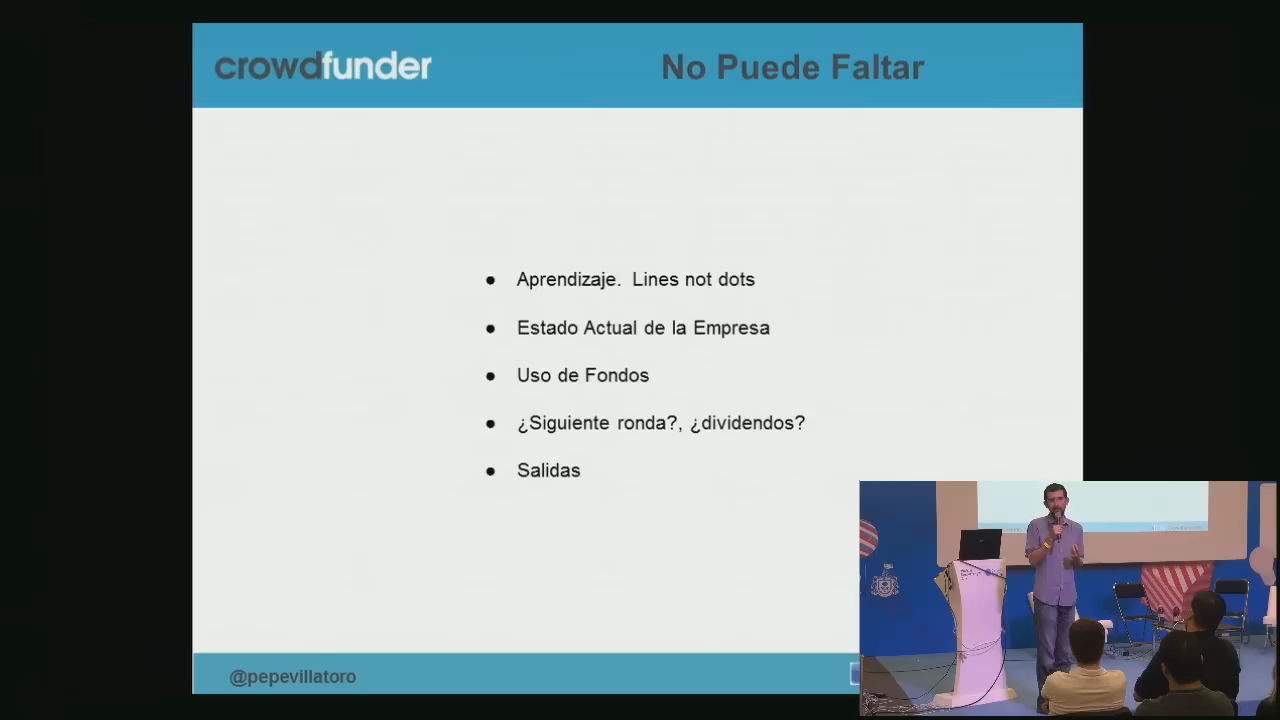 crowdfunder
No Puede Faltar
● Aprendizaje. Lines not dots
● Estado Actual de la Empresa
● Uso de Fondos
● ¿Siguiente ronda?, ¿dividendos?
● Salidas
@pepevillatoro